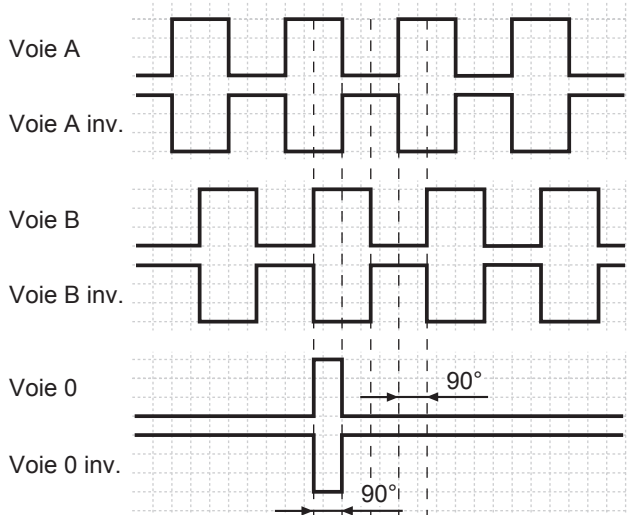 Voie A
Voie A inv.
Voie B
Voie B inv.
Voie 0
90°
Voie 0 inv.
90°